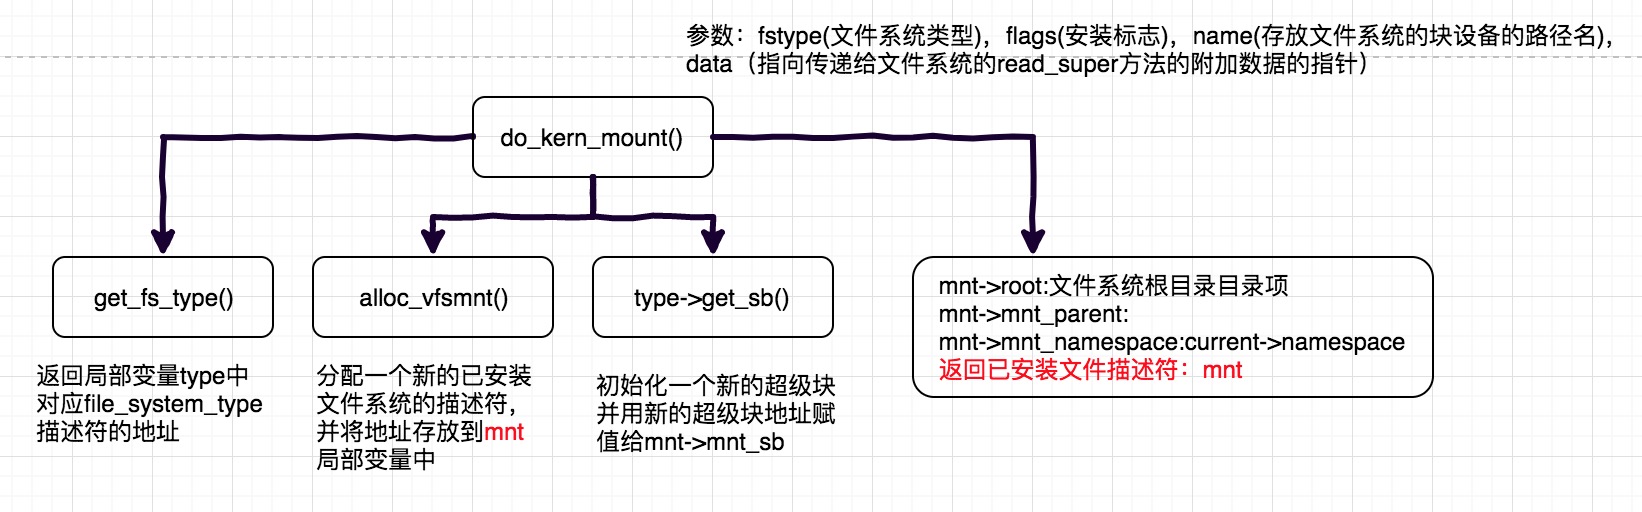 参数：fstype(文件系统类型)，flags(安装标志)，name(存放文件系统的块设备的路径名)，
data（指向传递给文件系统的read_super方法的附加数据的指针）
do_kern_mount()
get_fs_type()
alloc_vfsmnt()
type->get_sb()
mnt->root:文件系统根目录目录项
mnt->mnt_parent:
mnt->mnt_namespace:current->namespace
返回已安装文件描述符：mnt
返回局部变量type中
对应file_system_type
描述符的地址
分配一个新的已安装
文件系统的描述符，
并将地址存放到mnt
局部变量中
初始化一个新的超级块
并用新的超级块地址赋
值给mnt->mnt_sb